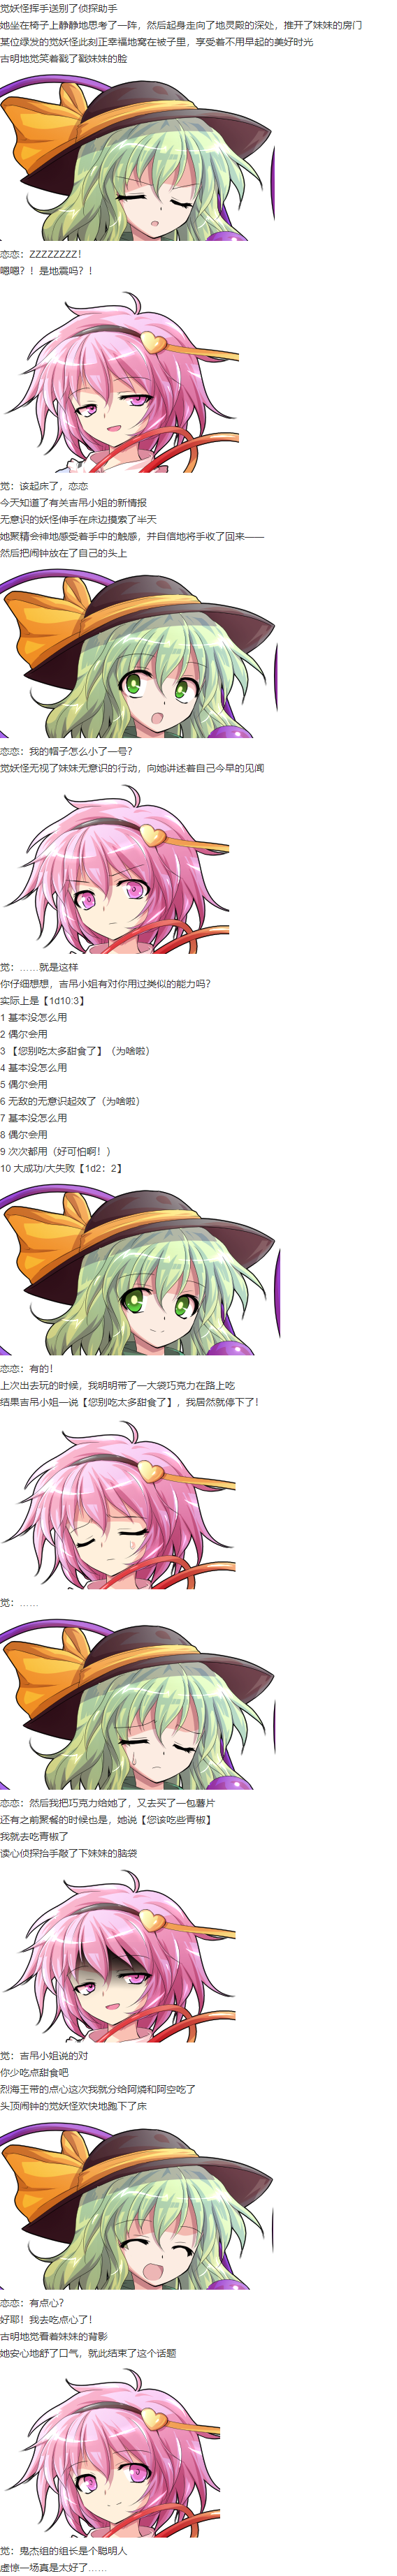 觉妖怪挥手送别了侦探助手
她坐在椅子上静静地思考了一阵，然后起身走向了地灵殿的深处，推开了妹妹的房门
某位绿发的觉妖怪此刻正幸福地窝在被子里，享受着不用早起的美好时光
古明地觉笑着戳了戳妹妹的脸
恋恋：ZZZZZZZZ！
嗯嗯？！是地震吗？！
觉：该起床了，恋恋
今天知道了有关吉吊小姐的新情报
无意识的妖怪伸手在床边摸索了半天
她聚精会神地感受着手中的触感，并自信地将手收了回来——
然后把闹钟放在了自己的头上
恋恋：我的帽子怎么小了一号？
觉妖怪无视了妹妹无意识的行动，向她讲述着自己今早的见闻
觉：……就是这样
你仔细想想，吉吊小姐有对你用过类似的能力吗？
实际上是【1d10:3】
1 基本没怎么用
2 偶尔会用
3 【您别吃太多甜食了】（为啥啦）
4 基本没怎么用
5 偶尔会用
6 无敌的无意识起效了（为啥啦）
7 基本没怎么用
8 偶尔会用
9 次次都用（好可怕啊！）
10 大成功/大失败【1d2：2】
恋恋：有的！
上次出去玩的时候，我明明带了一大袋巧克力在路上吃
结果吉吊小姐一说【您别吃太多甜食了】，我居然就停下了！
觉：……
恋恋：然后我把巧克力给她了，又去买了一包薯片
还有之前聚餐的时候也是，她说【您该吃些青椒】
我就去吃青椒了
读心侦探抬手敲了下妹妹的脑袋
觉：吉吊小姐说的对
你少吃点甜食吧
烈海王带的点心这次我就分给阿燐和阿空吃了
头顶闹钟的觉妖怪欢快地跑下了床
恋恋：有点心？
好耶！我去吃点心了！
古明地觉看着妹妹的背影
她安心地舒了口气，就此结束了这个话题
觉：鬼杰组的组长是个聪明人
虚惊一场真是太好了……